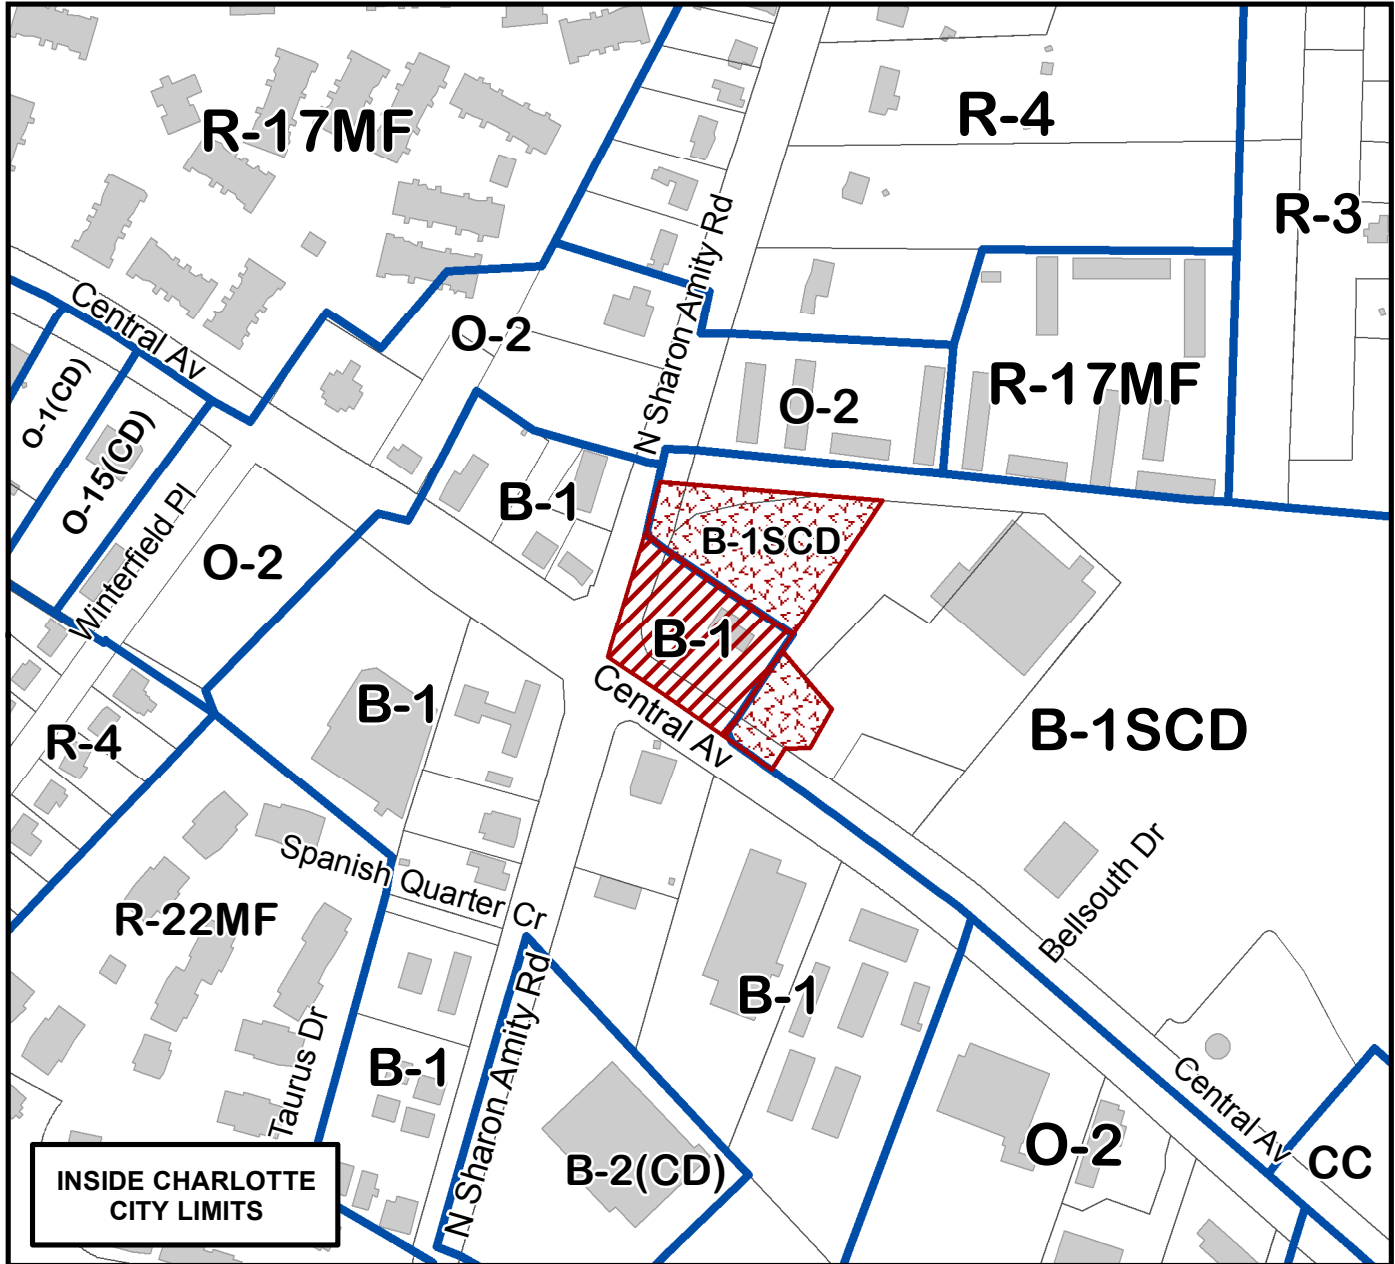 R-17MF
R-4
R-3
N Sharon Amity Rd
Central Av
O-2
R-17MF
O-2
O-1(CD)
O-15(CD)
B-1
B-1SCD
Winterfield Pl
O-2
B-1
Central Av
B-1
R-4
B-1SCD
Spanish Quarter Cr
Bellsouth Dr
R-22MF
B-1
N Sharon Amity Rd
Taurus Dr
B-1
Central Av
O-2
CC
B-2(CD)
INSIDE CHARLOTTE
CITY LIMITS